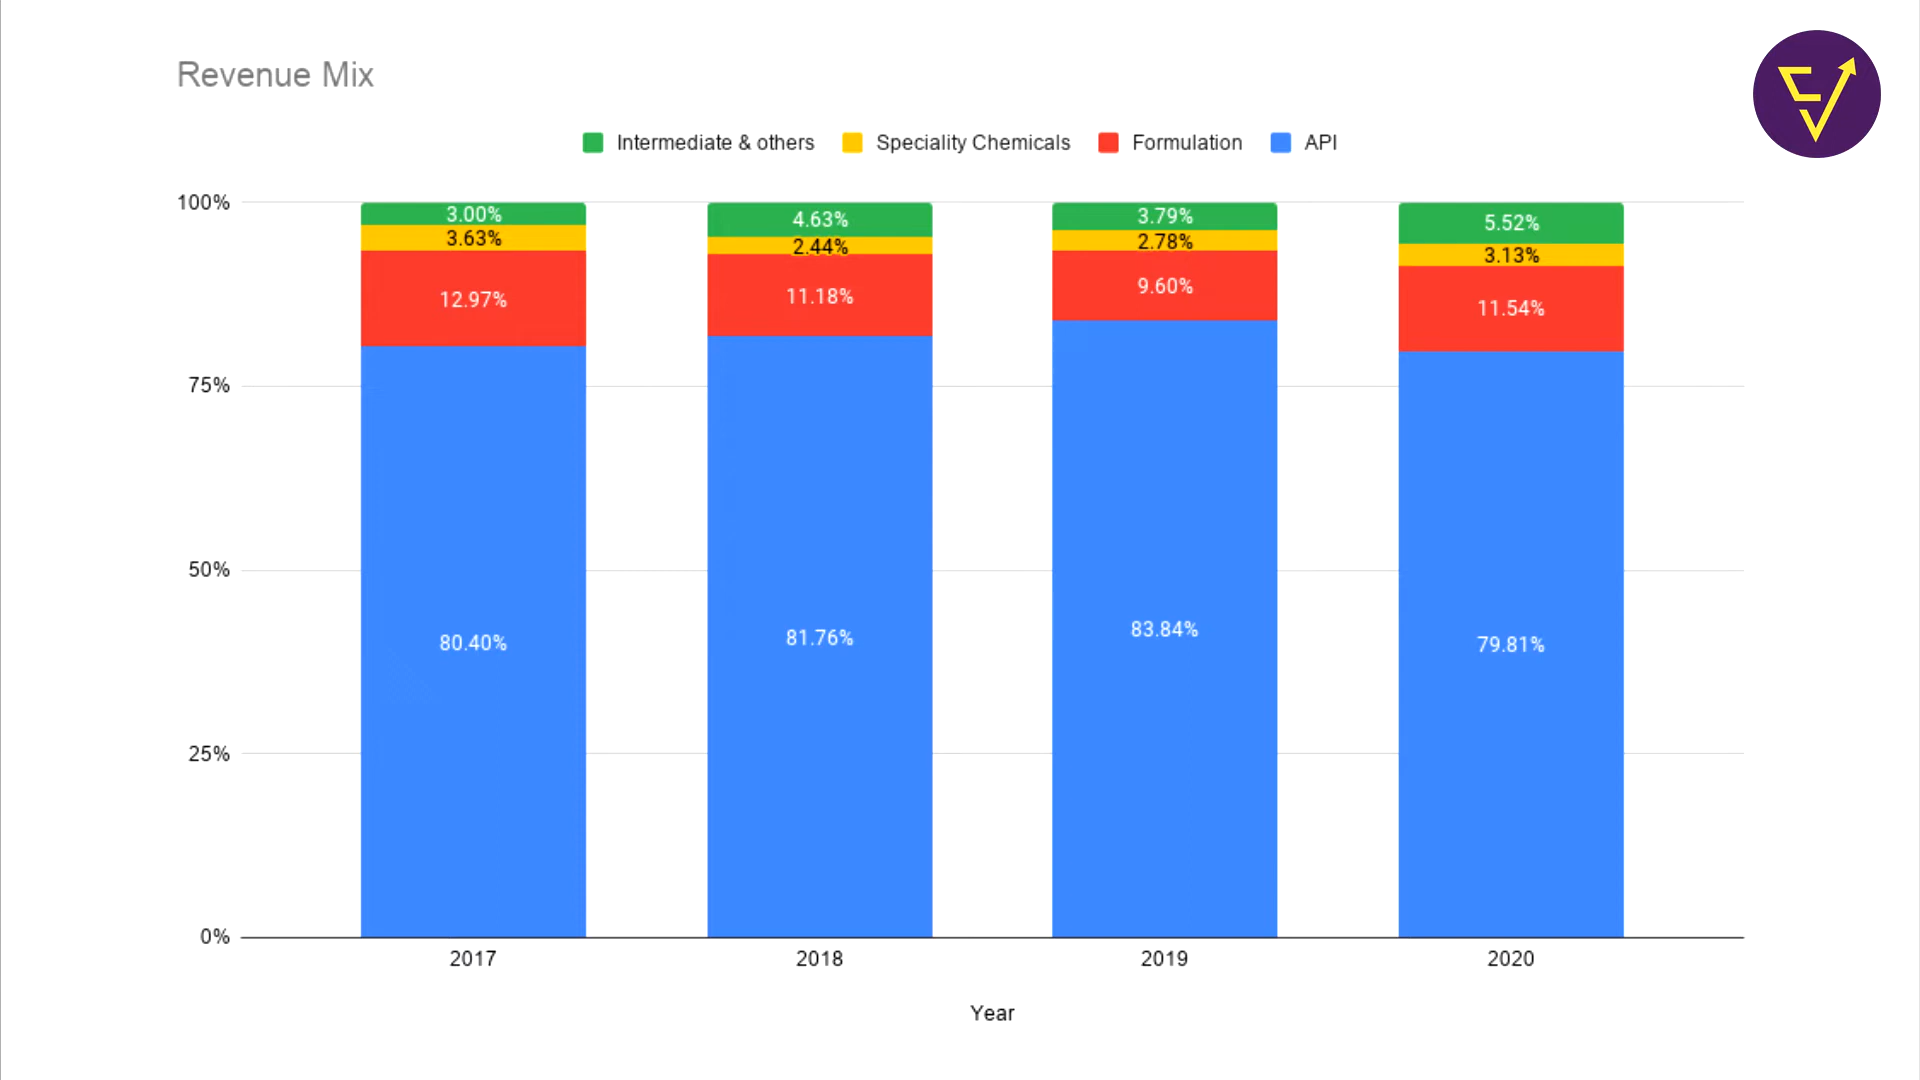 Revenue Mix
Intermediate & others Speciality Chemicals Formulation API
100%
75%
50%
25%
0%
3.00% 4.63% 3.79% 5.52%
3.63% 2.44% 2.78% 3.13%
12.97% 11.18% 9.60% 11.54%
80.40% 81.76% 83.84% 79.81%
2017 2018 2019 2020
Year